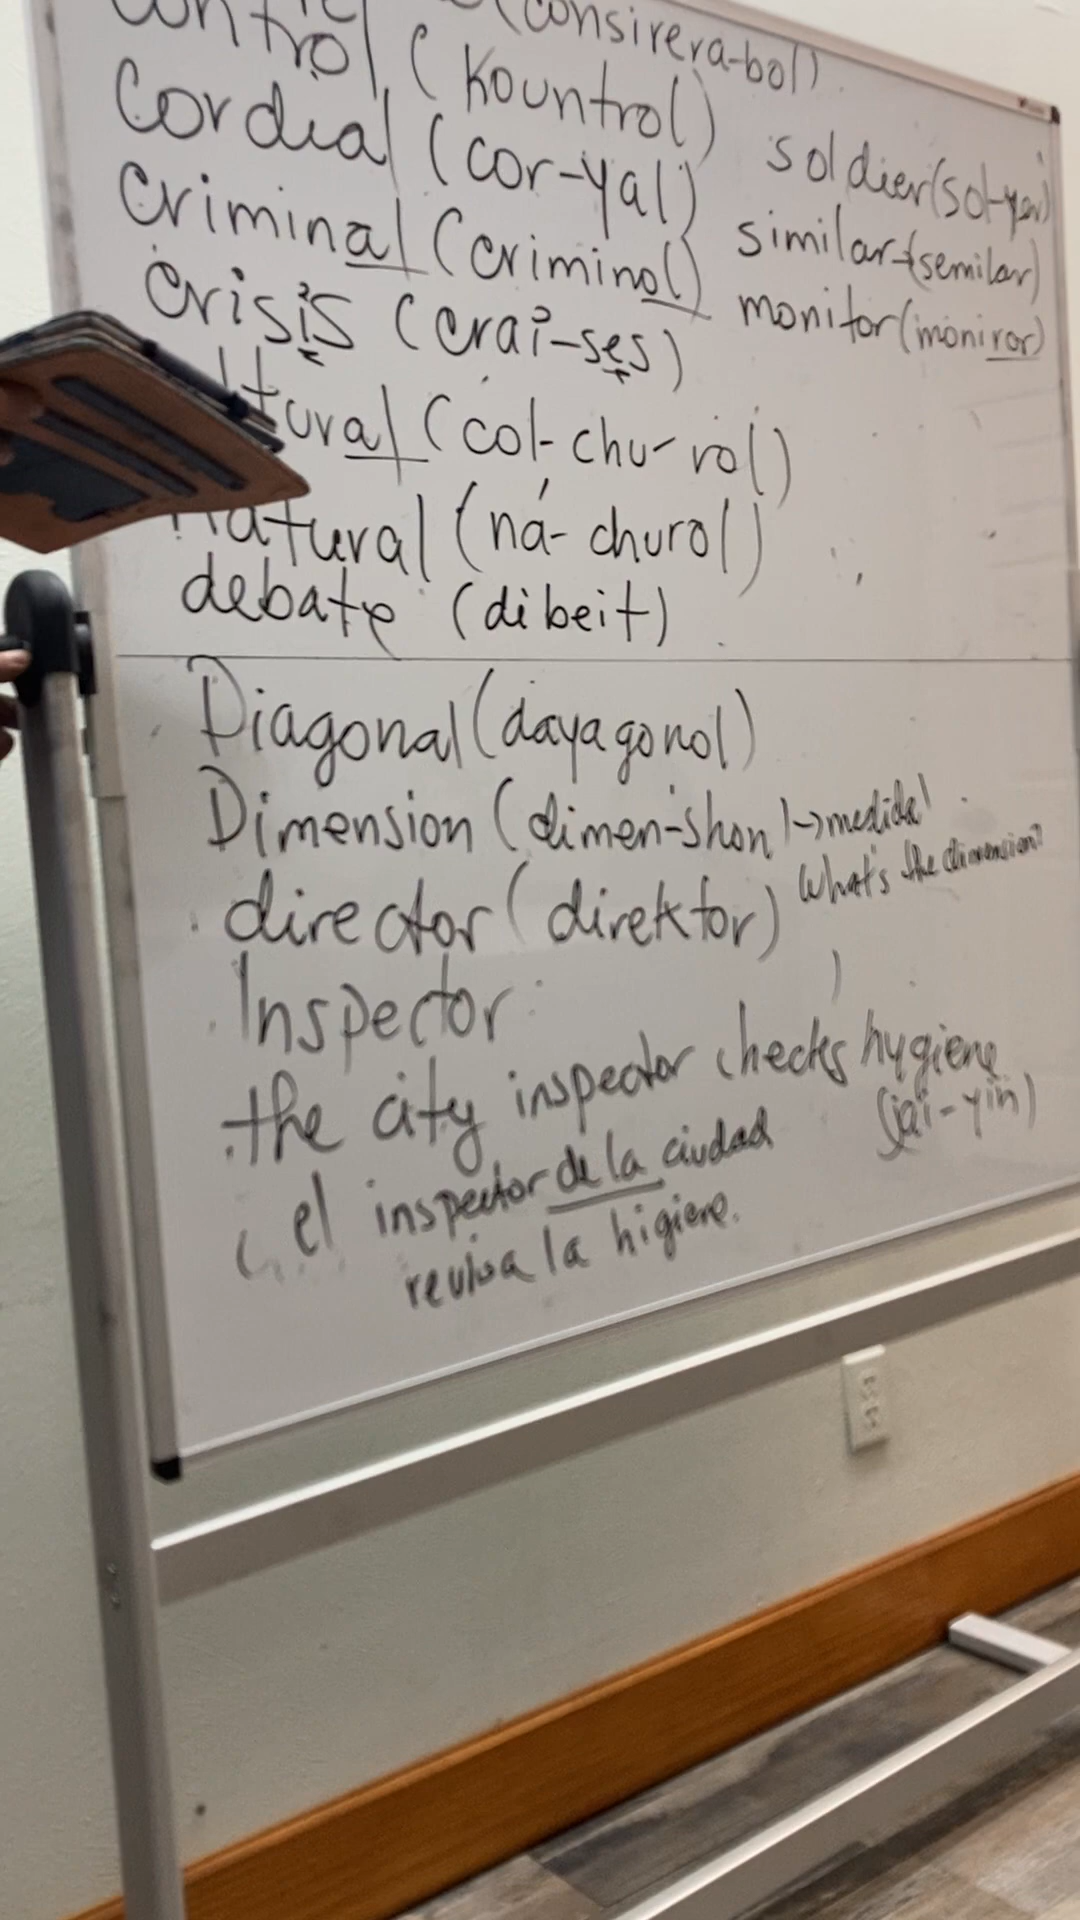 (consirera-bol)
control (kountrol)
Cordial (cor-yal)
soldier (sol-yer)
criminal (criminol)
similar (semilar)
crisis (crai-ses)
monitor (moniror)
ltural (col-chu-rol)
natural (ná-churol)
debate (dibeit)
Diagonal (dayagonol)
Dimension (dimen-shon) → medida
What's the dimension?
director (direktor)
Inspector
the city inspector checks hygiene
(jai-yin)
el inspector de la ciudad
revisa la higiene.